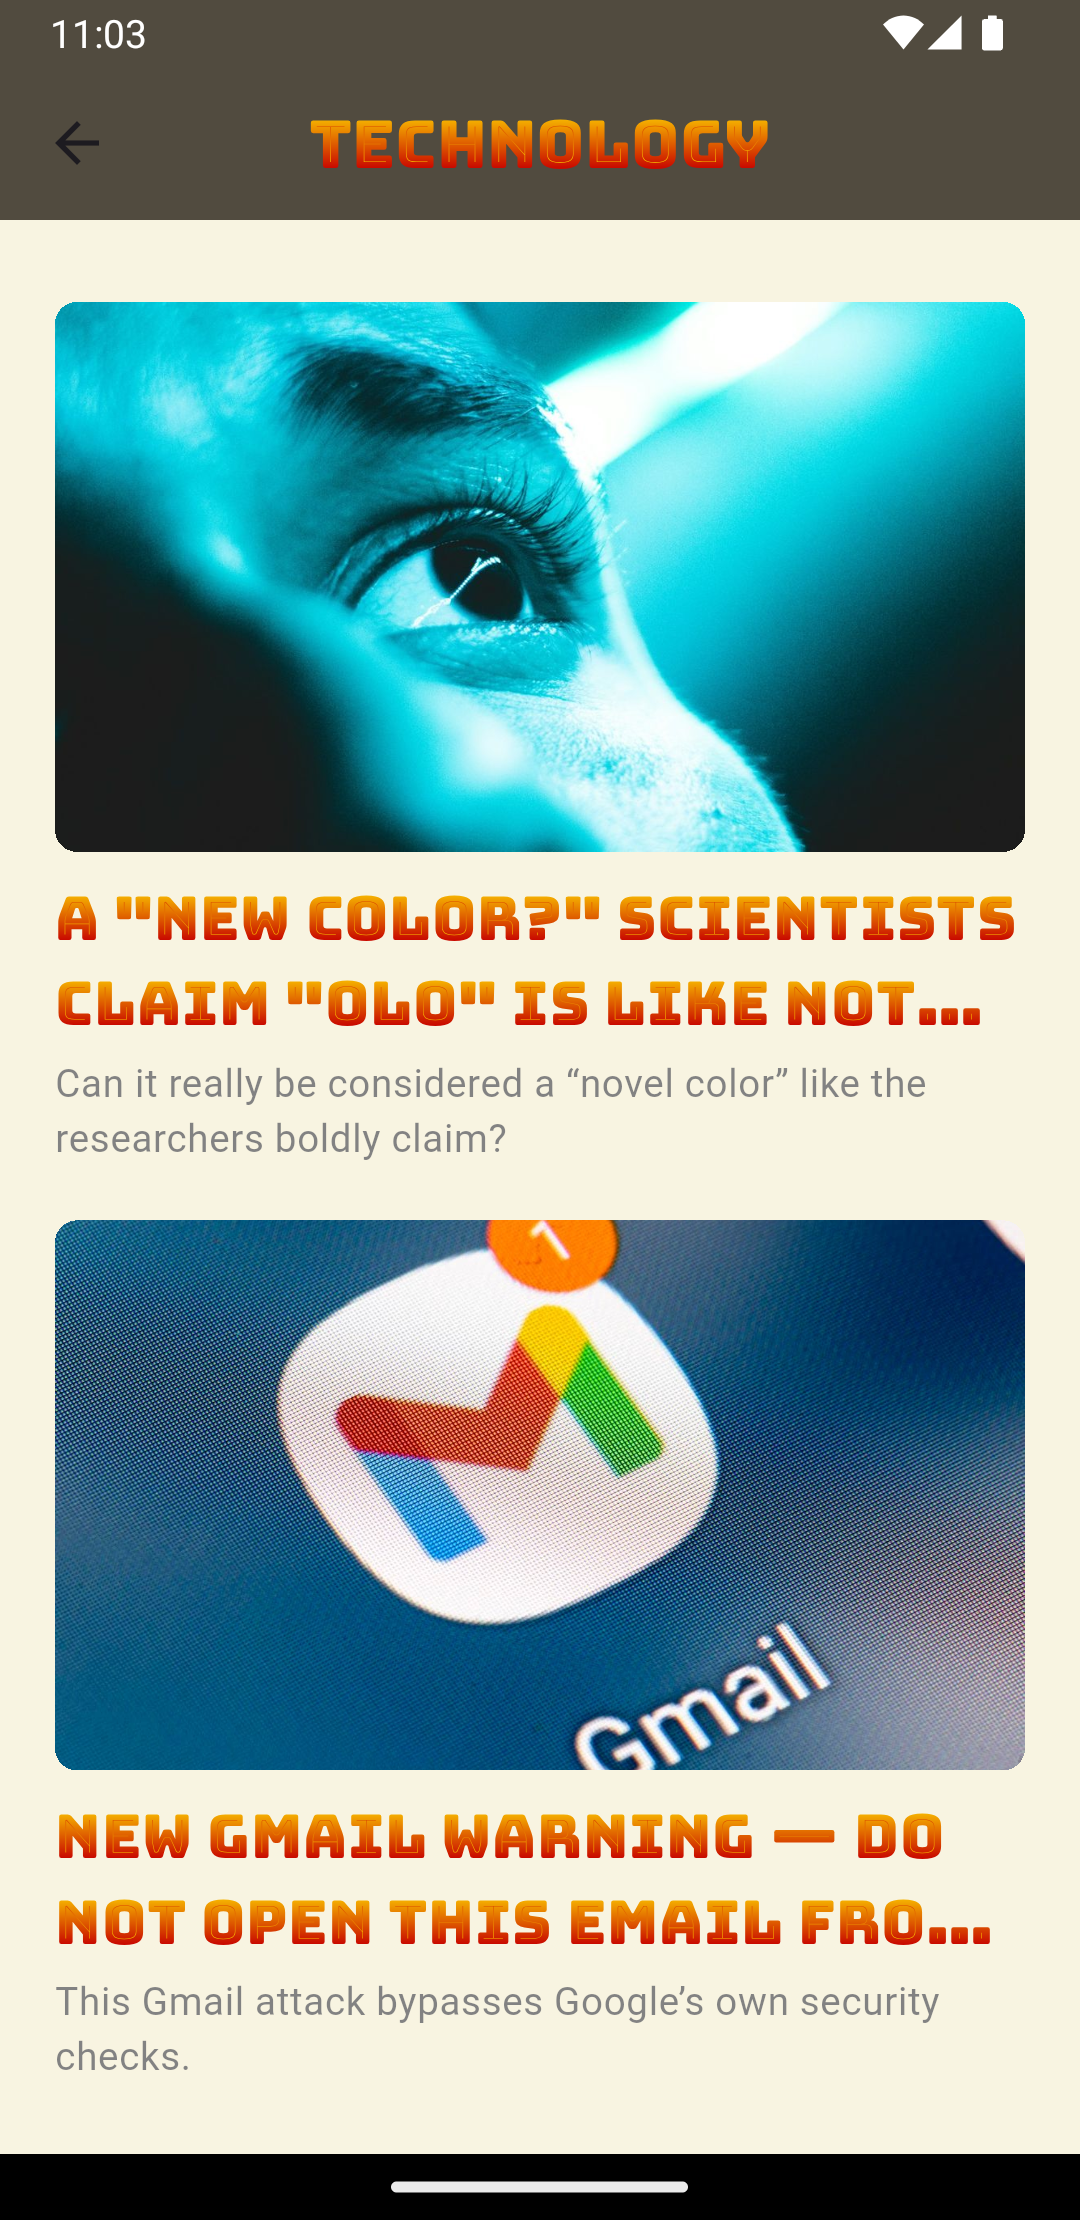 11:03
TECHNOLOGY
A "NEW COLOR?" SCIENTISTS
CLAIM "OLO" IS LIKE NOT...
Can it really be considered a “novel color” like the
researchers boldly claim?
1
Gmail
NEW GMAIL WARNING — DO
NOT OPEN THIS EMAIL FRO...
This Gmail attack bypasses Google’s own security
checks.